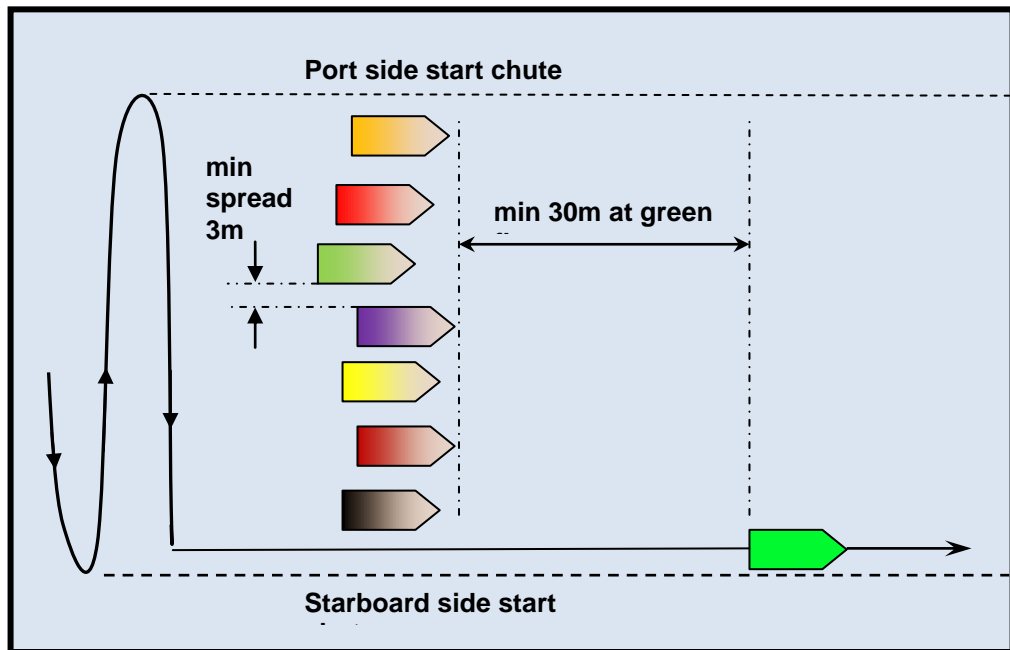 Port side start chute
min
spread
3m
min 30m at green
Starboard side start